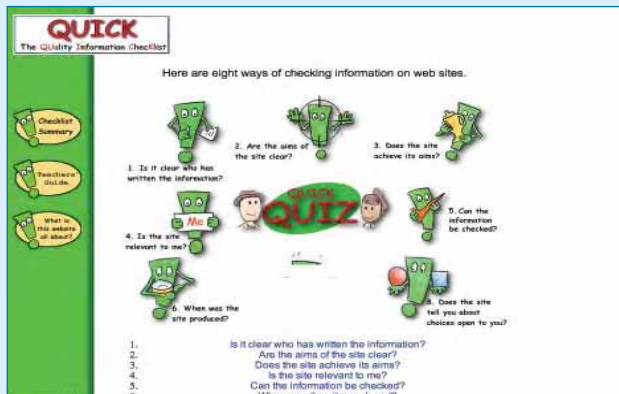 QUICK
The QUality Information ChecKlist
Here are eight ways of checking information on web sites.
Checklist
Summary
Teachers'
Guide
What is
this website
all about?
1. Is it clear who has
written the information?
2. Are the aims of
the site clear?
3. Does the site
achieve its aims?
4. Is the site
relevant to me?
Me
QUICK
QUIZ
5. Can the
information
be checked?
6. When was the
site produced?
8. Does the site
tell you about
choices open to you?
1. Is it clear who has written the information?
2. Are the aims of the site clear?
3. Does the site achieve its aims?
4. Is the site relevant to me?
5. Can the information be checked?